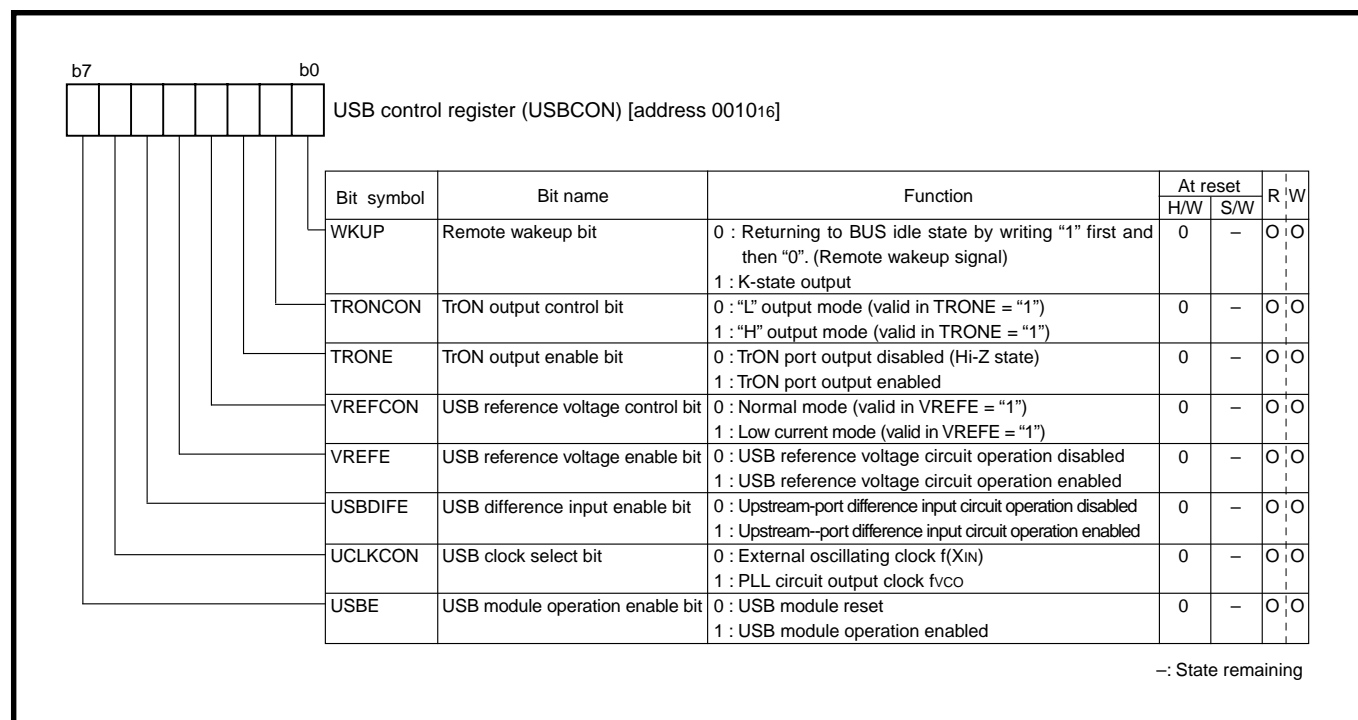 b7 b0
USB control register (USBCON) [address 001016]
Bit symbol Bit name Function At reset R W
H/W S/W
WKUP Remote wakeup bit 0 : Returning to BUS idle state by writing “1” first and 0 – O O
then “0”. (Remote wakeup signal)
1 : K-state output
TRONCON TrON output control bit 0 : “L” output mode (valid in TRONE = “1”) 0 – O O
1 : “H” output mode (valid in TRONE = “1”)
TRONE TrON output enable bit 0 : TrON port output disabled (Hi-Z state) 0 – O O
1 : TrON port output enabled
VREFCON USB reference voltage control bit 0 : Normal mode (valid in VREFE = “1”) 0 – O O
1 : Low current mode (valid in VREFE = “1”)
VREFE USB reference voltage enable bit 0 : USB reference voltage circuit operation disabled 0 – O O
1 : USB reference voltage circuit operation enabled
USBDIFE USB difference input enable bit 0 : Upstream-port difference input circuit operation disabled 0 – O O
1 : Upstream--port difference input circuit operation enabled
UCLKCON USB clock select bit 0 : External oscillating clock f(XIN) 0 – O O
1 : PLL circuit output clock fVCO
USBE USB module operation enable bit 0 : USB module reset 0 – O O
1 : USB module operation enabled
–: State remaining